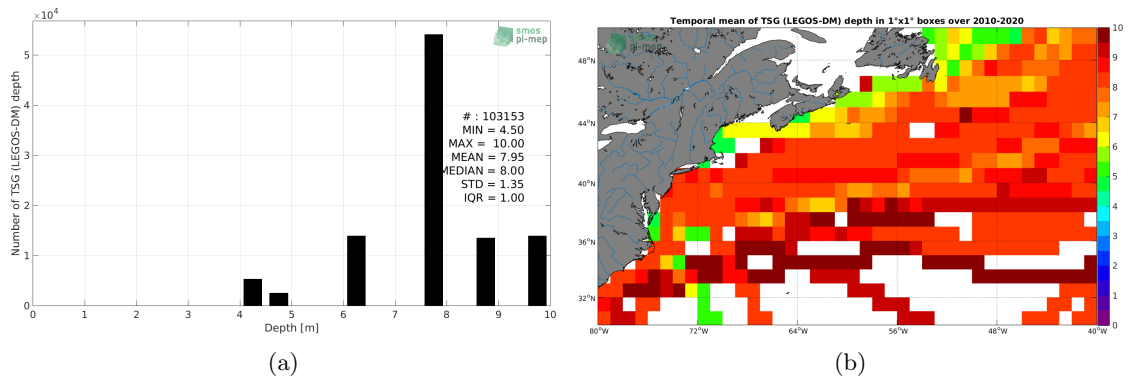 ×10⁴
smos
pi-mep
5
4
3
2
1
0
Number of TSG (LEGOS-DM) depth
# : 103153
MIN = 4.50
MAX = 10.00
MEAN = 7.95
MEDIAN = 8.00
STD = 1.35
IQR = 1.00
0 1 2 3 4 5 6 7 8 9 10
Depth [m]
(a)
Temporal mean of TSG (LEGOS-DM) depth in 1°x1° boxes over 2010-2020
smos
pi-mep
48°N
44°N
40°N
36°N
32°N
80°W 72°W 64°W 56°W 48°W 40°W
10
9
8
7
6
5
4
3
2
1
0
(b)